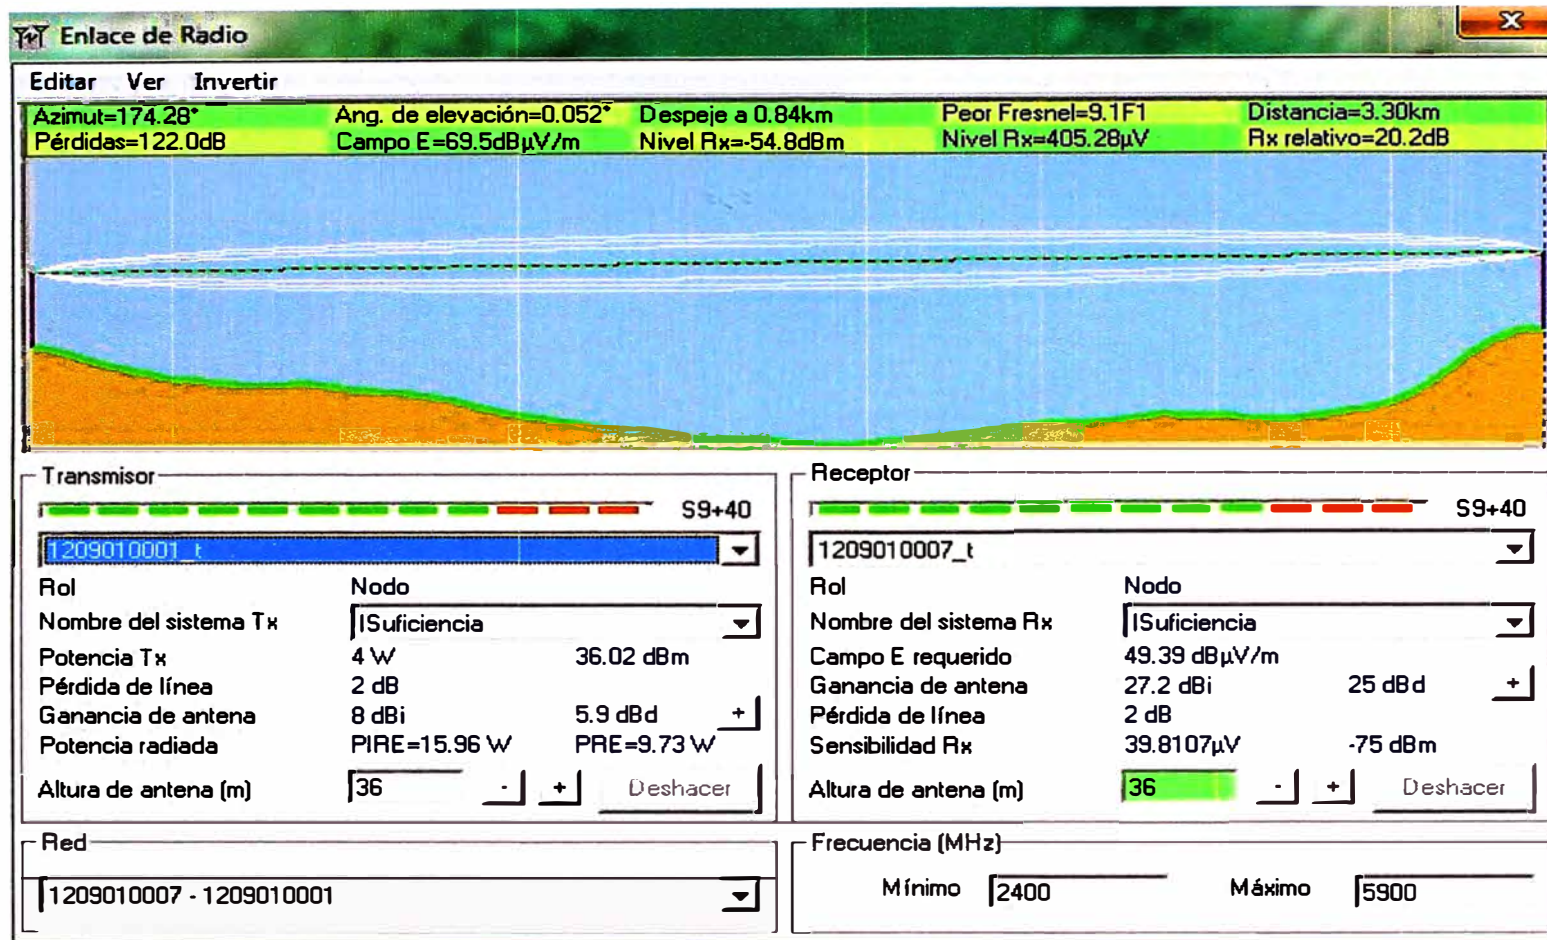 Enlace de Radio
Editar Ver Invertir
Azimut=174.28° Ang. de elevación=0.052° Despeje a 0.84km Peor Fresnel=9.1F1 Distancia=3.30km
Pérdidas=122.0dB Campo E=69.5dBμV/m Nivel Rx=-54.8dBm Nivel Rx=405.28μV Rx relativo=20.2dB
Transmisor
S9+40
1209010001_t
Rol Nodo
Nombre del sistema Tx ISuficiencia
Potencia Tx 4 W 36.02 dBm
Pérdida de línea 2 dB
Ganancia de antena 8 dBi 5.9 dBd +
Potencia radiada PIRE=15.96 W PRE=9.73 W
Altura de antena (m) 36 - + Deshacer
Receptor
S9+40
1209010007_t
Rol Nodo
Nombre del sistema Rx ISuficiencia
Campo E requerido 49.39 dBμV/m
Ganancia de antena 27.2 dBi 25 dBd +
Pérdida de línea 2 dB
Sensibilidad Rx 39.8107μV -75 dBm
Altura de antena (m) 36 - + Deshacer
Red
1209010007 - 1209010001
Frecuencia (MHz)
Mínimo 2400 Máximo 5900